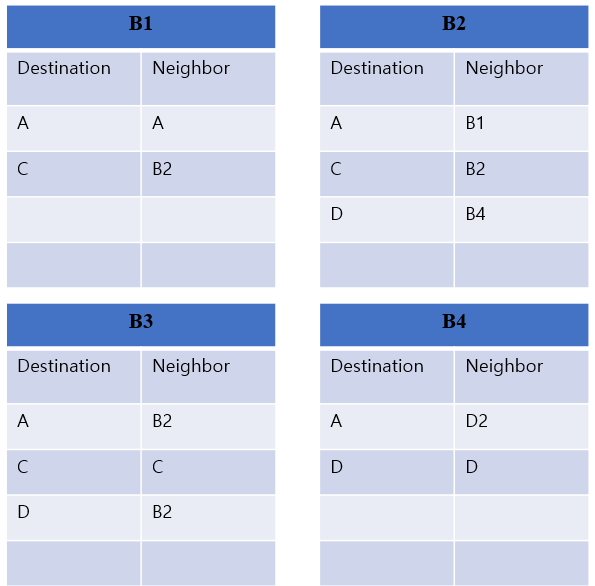 B1
Destination Neighbor
A A
C B2
B2
Destination Neighbor
A B1
C B2
D B4
B3
Destination Neighbor
A B2
C C
D B2
B4
Destination Neighbor
A D2
D D